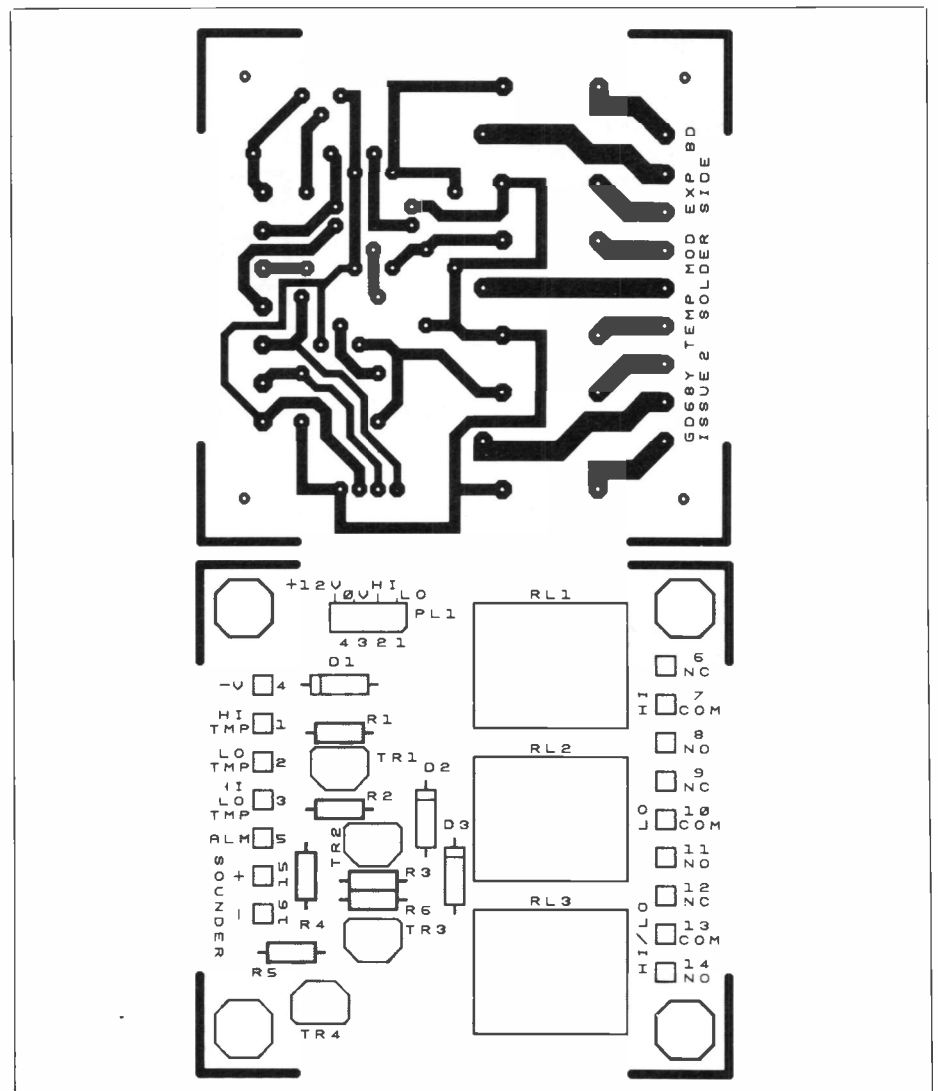 GD68Y TEMP MOD EXP BD
ISSUE 2 SOLDER SIDE
+12V
0V
HI
LO
PL1
4 3 2 1
RL1
D1
-V 4
HI TMP 1
LO TMP 2
HI LO TMP 3
ALM 5
SOUNDER
+ 15
- 16
R1
TR1
R2
D2
TR2
D3
R3
R6
R4
TR3
R5
TR4
RL2
RL3
HI
6 NC
7 COM
8 NO
LO
9 NC
10 COM
11 NO
HI/LO
12 NC
13 COM
14 NO